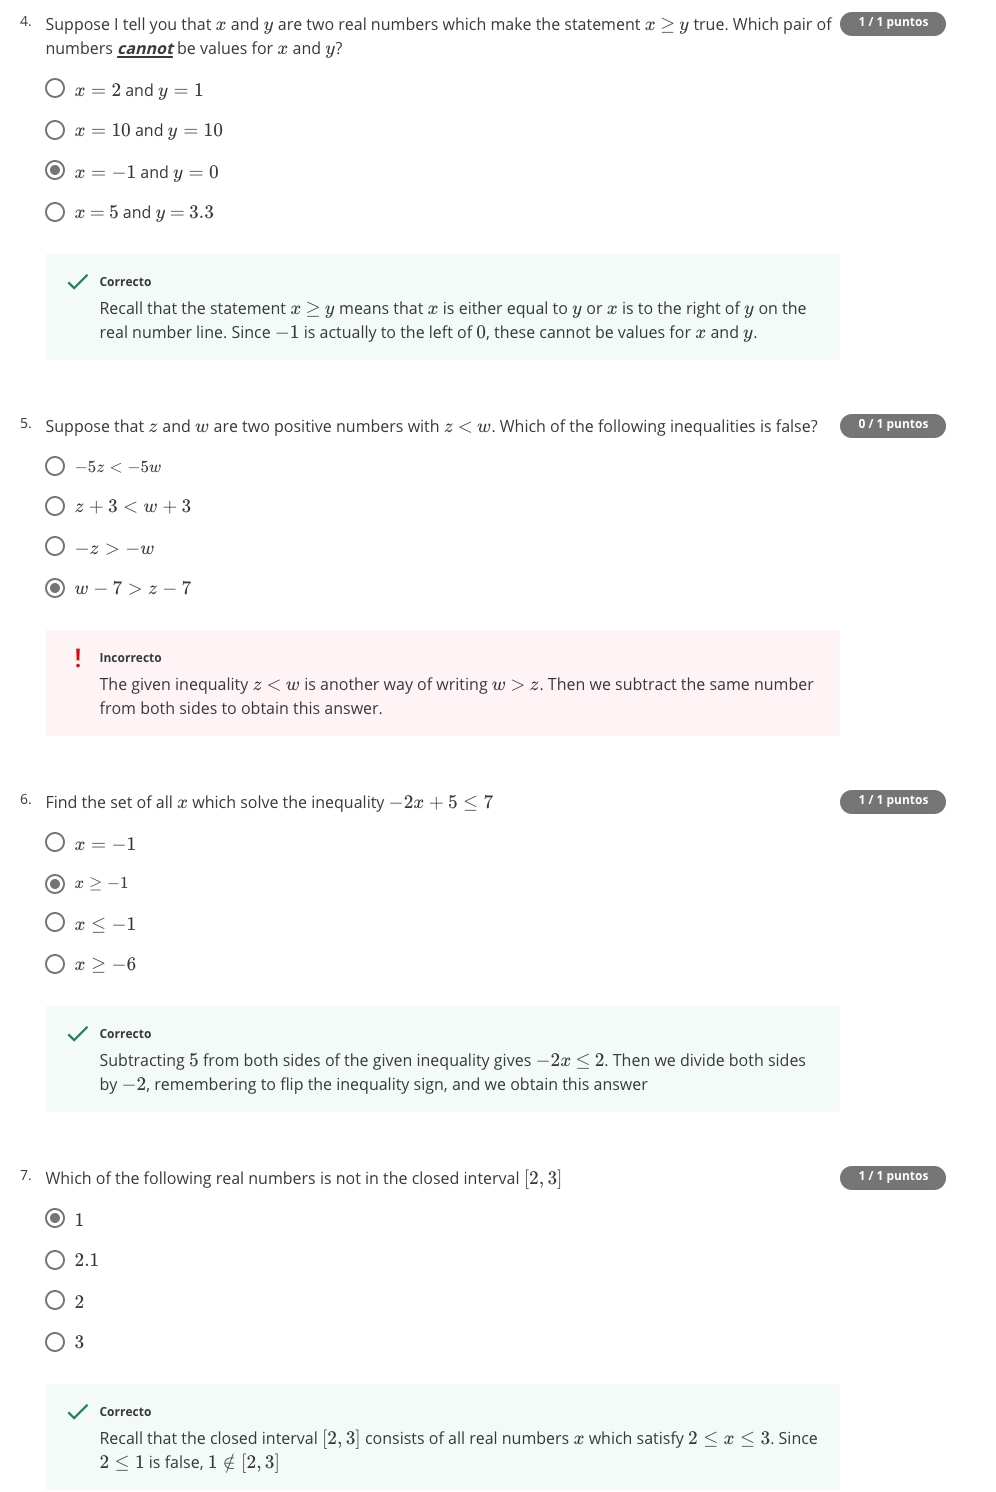 4. Suppose I tell you that x and y are two real numbers which make the statement x ≥ y true. Which pair of 1 / 1 puntos
numbers cannot be values for x and y?
x = 2 and y = 1
x = 10 and y = 10
x = −1 and y = 0
x = 5 and y = 3.3
Correcto
Recall that the statement x ≥ y means that x is either equal to y or x is to the right of y on the
real number line. Since −1 is actually to the left of 0, these cannot be values for x and y.
5. Suppose that z and w are two positive numbers with z < w. Which of the following inequalities is false? 0 / 1 puntos
−5z < −5w
z + 3 < w + 3
−z > −w
w − 7 > z − 7
! Incorrecto
The given inequality z < w is another way of writing w > z. Then we subtract the same number
from both sides to obtain this answer.
6. Find the set of all x which solve the inequality −2x + 5 ≤ 7 1 / 1 puntos
x = −1
x ≥ −1
x ≤ −1
x ≥ −6
Correcto
Subtracting 5 from both sides of the given inequality gives −2x ≤ 2. Then we divide both sides
by −2, remembering to flip the inequality sign, and we obtain this answer
7. Which of the following real numbers is not in the closed interval [2, 3] 1 / 1 puntos
1
2.1
2
3
Correcto
Recall that the closed interval [2, 3] consists of all real numbers x which satisfy 2 ≤ x ≤ 3. Since
2 ≤ 1 is false, 1 ∉ [2, 3]